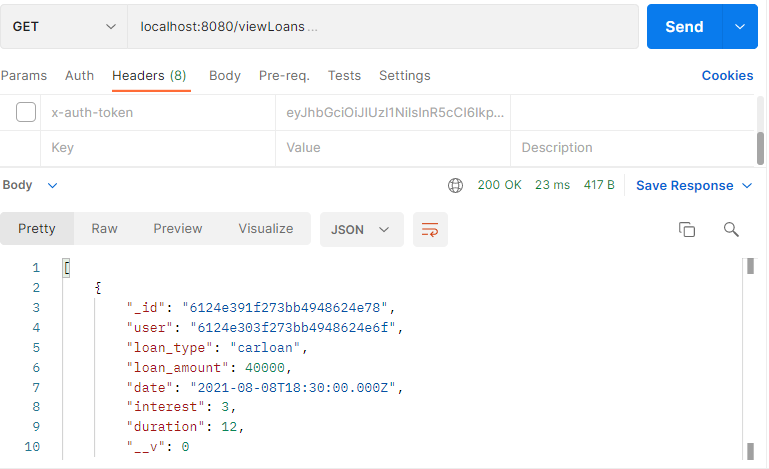 GET localhost:8080/viewLoans ... Send
Params Auth Headers (8) Body Pre-req. Tests Settings Cookies
x-auth-token eyJhbGciOiJIUzI1NiIsInR5cCI6Ikp...
Key Value Description
Body 200 OK 23 ms 417 B Save Response
Pretty Raw Preview Visualize JSON
1 [
2 {
3 "_id": "6124e391f273bb4948624e78",
4 "user": "6124e303f273bb4948624e6f",
5 "loan_type": "carloan",
6 "loan_amount": 40000,
7 "date": "2021-08-08T18:30:00.000Z",
8 "interest": 3,
9 "duration": 12,
10 "__v": 0